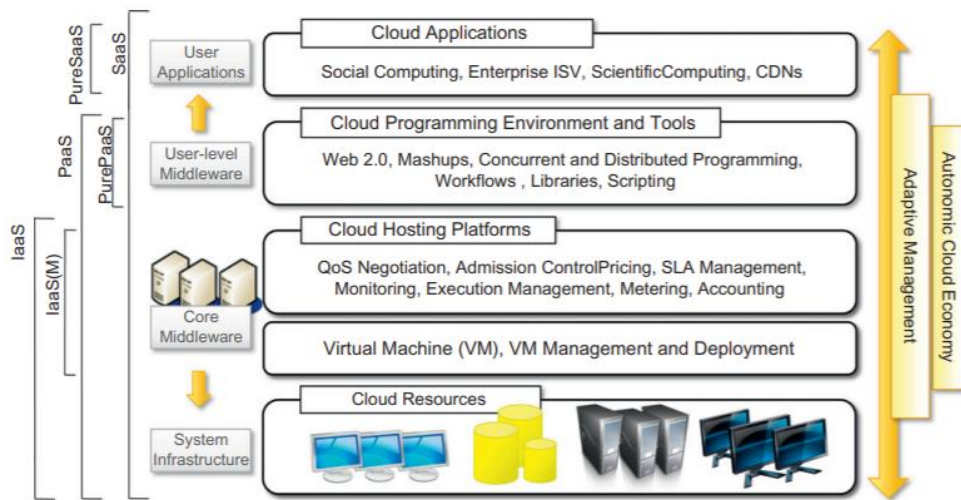 PureSaaS
SaaS
User
Applications
Cloud Applications
Social Computing, Enterprise ISV, ScientificComputing, CDNs
PaaS
PurePaaS
User-level
Middleware
Cloud Programming Environment and Tools
Web 2.0, Mashups, Concurrent and Distributed Programming,
Workflows , Libraries, Scripting
IaaS
IaaS(M)
Core
Middleware
Cloud Hosting Platforms
QoS Negotiation, Admission ControlPricing, SLA Management,
Monitoring, Execution Management, Metering, Accounting
Virtual Machine (VM), VM Management and Deployment
System
Infrastructure
Cloud Resources
Adaptive Management
Autonomic Cloud Economy